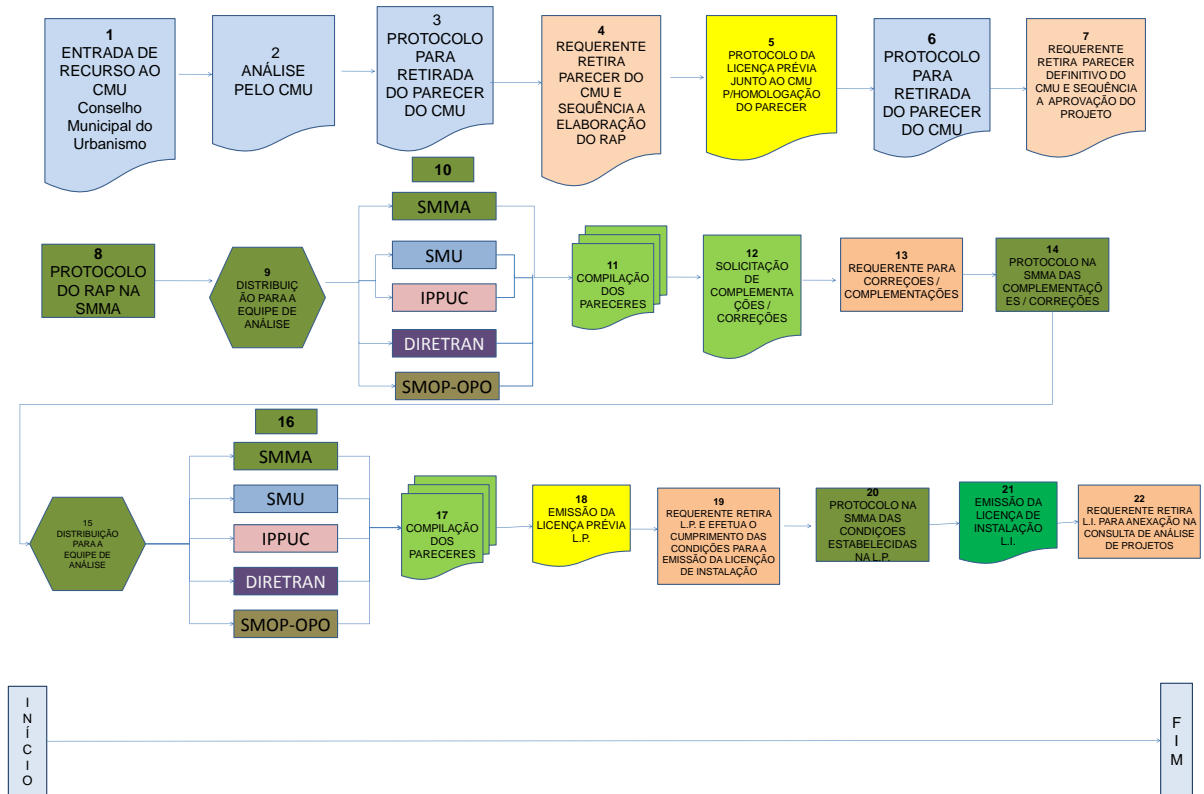 1
ENTRADA DE
RECURSO AO
CMU
Conselho
Municipal do
Urbanismo
2
ANÁLISE
PELO CMU
3
PROTOCOLO
PARA
RETIRADA
DO PARECER
DO CMU
4
REQUERENTE
RETIRA
PARECER DO
CMU E
SEQUÊNCIA A
ELABORAÇÃO
DO RAP
5
PROTOCOLO DA
LICENÇA PRÉVIA
JUNTO AO CMU
P/HOMOLOGAÇÃO
DO PARECER
6
PROTOCOLO
PARA
RETIRADA
DO PARECER
DO CMU
7
REQUERENTE
RETIRA PARECER
DEFINITIVO DO
CMU E SEQUÊNCIA
A APROVAÇÃO DO
PROJETO
8
PROTOCOLO
DO RAP NA
SMMA
9
DISTRIBUIÇ
ÃO PARA A
EQUIPE DE
ANÁLISE
10
SMMA
SMU
IPPUC
DIRETRAN
SMOP-OPO
11
COMPILAÇÃO
DOS
PARECERES
12
SOLICITAÇÃO
DE
COMPLEMENTA
ÇÕES /
CORREÇÕES
13
REQUERENTE PARA
CORREÇOES /
COMPLEMENTAÇÕES
14
PROTOCOLO NA
SMMA DAS
COMPLEMENTAÇÕ
ES / CORREÇÕES
15
DISTRIBUIÇÃO
PARA A
EQUIPE DE
ANÁLISE
16
SMMA
SMU
IPPUC
DIRETRAN
SMOP-OPO
17
COMPILAÇÃO
DOS
PARECERES
18
EMISSÃO DA
LICENÇA PRÉVIA
L.P.
19
REQUERENTE RETIRA
L.P. E EFETUA O
CUMPRIMENTO DAS
CONDIÇÕES PARA A
EMISSÃO DA LICENÇÃO
DE INSTALAÇÃO
20
PROTOCOLO NA
SMMA DAS
CONDIÇOES
ESTABELECIDAS
NA L.P.
21
EMISSÃO DA
LICENÇA DE
INSTALAÇÃO
L.I.
22
REQUERENTE RETIRA
L.I. PARA ANEXAÇÃO NA
CONSULTA DE ANÁLISE
DE PROJETOS
INÍCIO
FIM